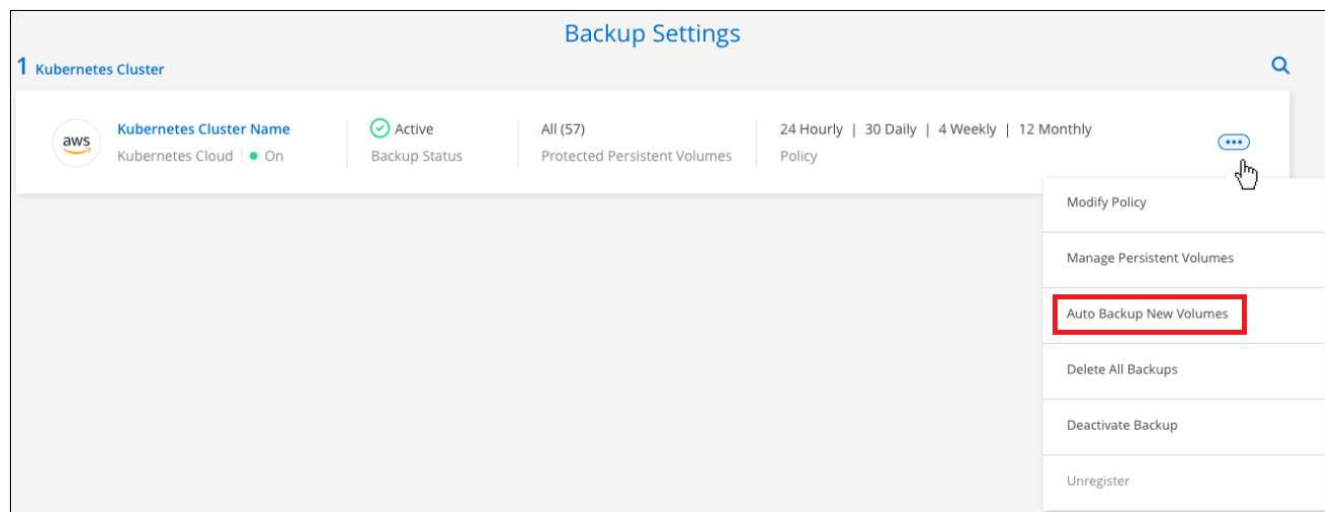 Backup Settings
1 Kubernetes Cluster
aws
Kubernetes Cluster Name
Kubernetes Cloud
On
Active
Backup Status
All (57)
Protected Persistent Volumes
24 Hourly | 30 Daily | 4 Weekly | 12 Monthly
Policy
Modify Policy
Manage Persistent Volumes
Auto Backup New Volumes
Delete All Backups
Deactivate Backup
Unregister